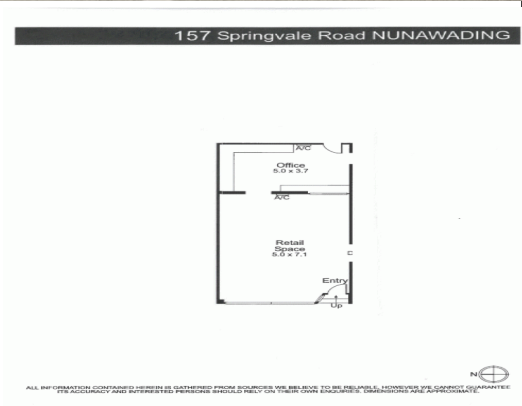 157 Springvale Road NUNAWADING
A/C
Office
5.0 x 3.7
A/C
Retail
Space
5.0 x 7.1
Entry
Up
N
ALL INFORMATION CONTAINED HEREIN IS GATHERED FROM SOURCES WE BELIEVE TO BE RELIABLE, HOWEVER WE CANNOT GUARANTEE
ITS ACCURACY AND INTERESTED PERSONS SHOULD RELY ON THEIR OWN ENQUIRIES. DIMENSIONS ARE APPROXIMATE.